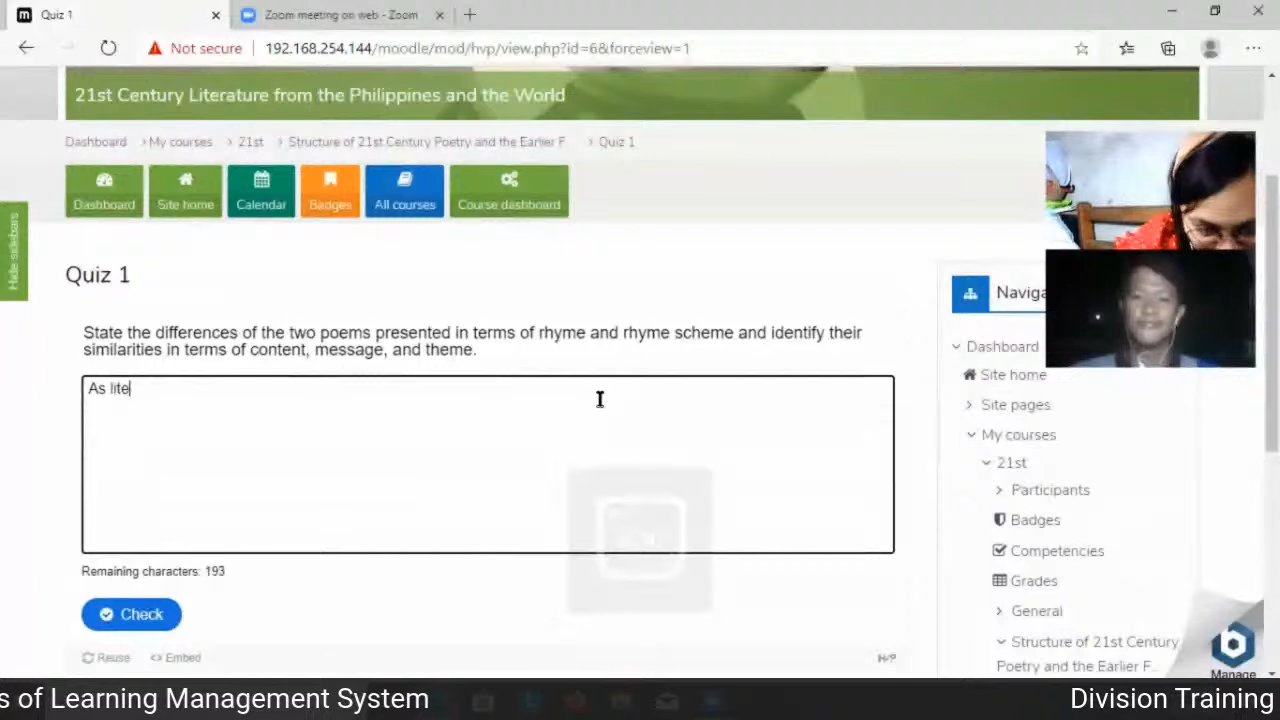 Quiz 1
Zoom meeting on web - Zoom
Not secure
192.168.254.144/moodle/mod/hvp/view.php?id=6&forceview=1
21st Century Literature from the Philippines and the World
Dashboard
My courses
21st
Structure of 21st Century Poetry and the Earlier F
Quiz 1
Dashboard
Site home
Calendar
Badges
All courses
Course dashboard
Hide sidebars
Quiz 1
State the differences of the two poems presented in terms of rhyme and rhyme scheme and identify their
similarities in terms of content, message, and theme.
As lite
Remaining characters: 193
Check
Reuse
<> Embed
H5P
Naviga
Dashboard
Site home
Site pages
My courses
21st
Participants
Badges
Competencies
Grades
General
Structure of 21st Century
Poetry and the Earlier F...
Manage
s of Learning Management System
Division Training